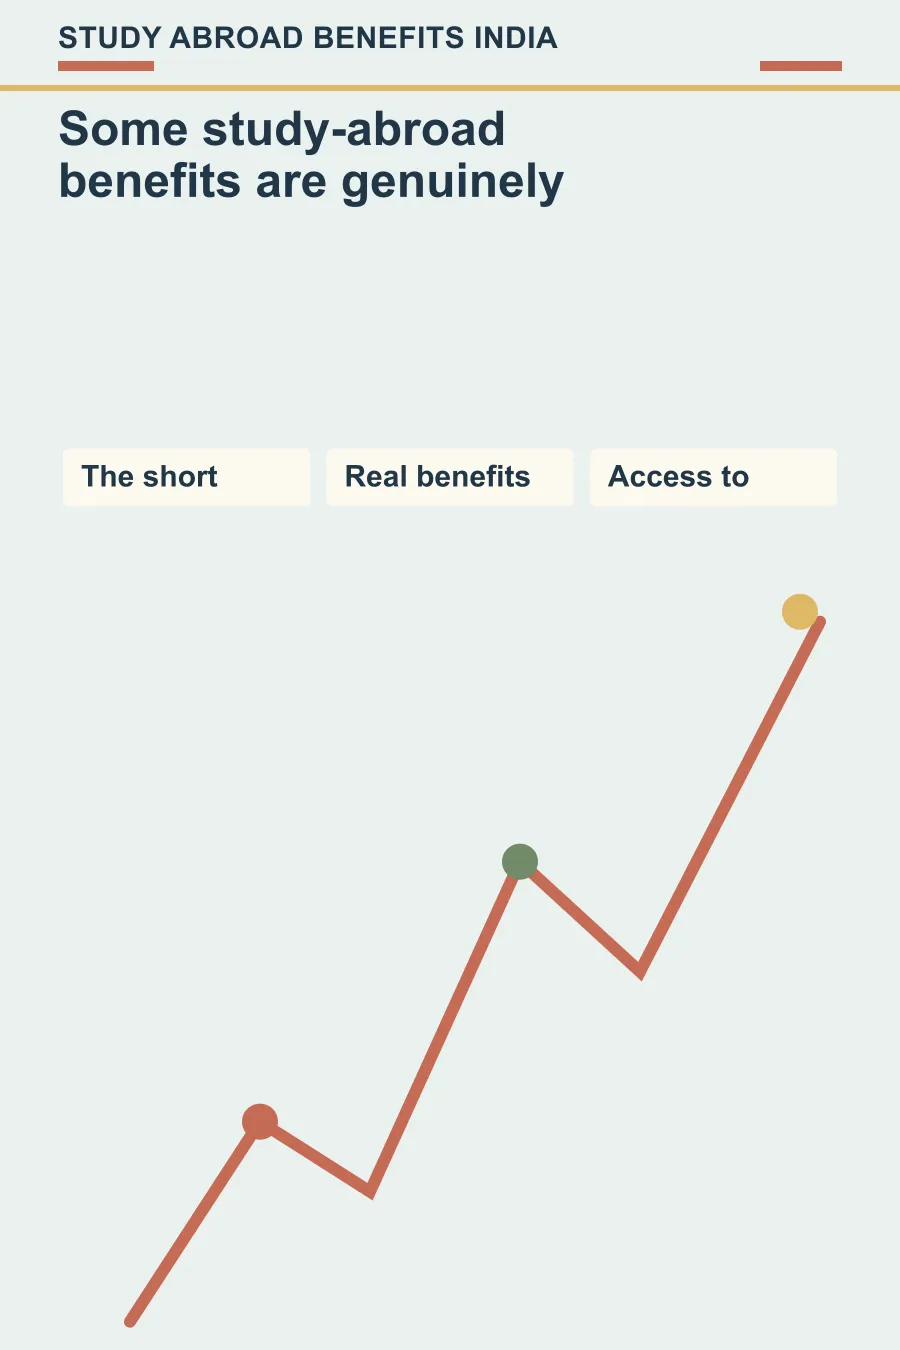 STUDY ABROAD BENEFITS INDIA
Some study-abroad
benefits are genuinely
The short
Real benefits
Access to